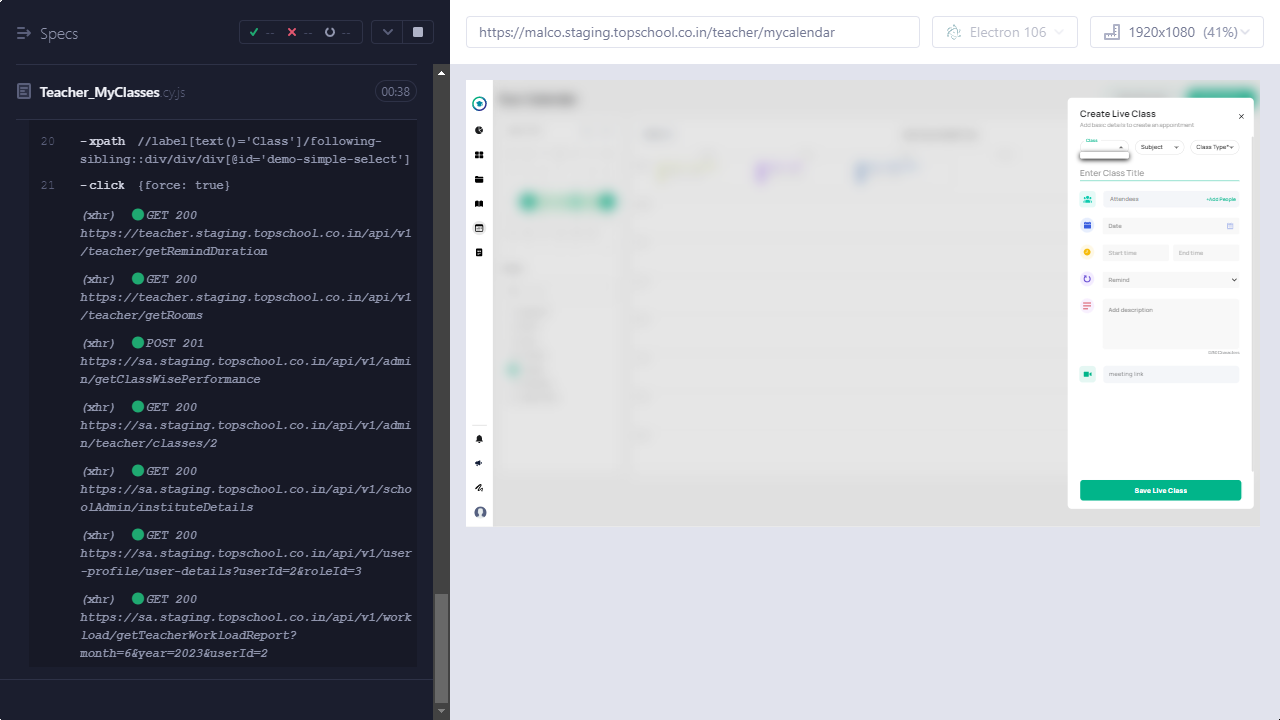 Specs
--
--
--
https://malco.staging.topschool.co.in/teacher/mycalendar
Electron 106
1920x1080 (41%)
Teacher_MyClasses.cy.js
00:38
20 -xpath //label[text()='Class']/following-
sibling::div/div/div[@id='demo-simple-select']
21 -click {force: true}
(xhr) GET 200
https://teacher.staging.topschool.co.in/api/v1
/teacher/getRemindDuration
(xhr) GET 200
https://teacher.staging.topschool.co.in/api/v1
/teacher/getRooms
(xhr) POST 201
https://sa.staging.topschool.co.in/api/v1/admi
n/getClassWisePerformance
(xhr) GET 200
https://sa.staging.topschool.co.in/api/v1/admi
n/teacher/classes/2
(xhr) GET 200
https://sa.staging.topschool.co.in/api/v1/scho
olAdmin/instituteDetails
(xhr) GET 200
https://sa.staging.topschool.co.in/api/v1/user
-profile/user-details?userId=2&roleId=3
(xhr) GET 200
https://sa.staging.topschool.co.in/api/v1/work
load/getTeacherWorkloadReport?
month=6&year=2023&userId=2
Create Live Class
Add basic details to create an appointment
Class
Subject
Class Type*
Enter Class Title
Attendees
+Add People
Date
Start time
End time
Remind
Add description
meeting link
Save Live Class